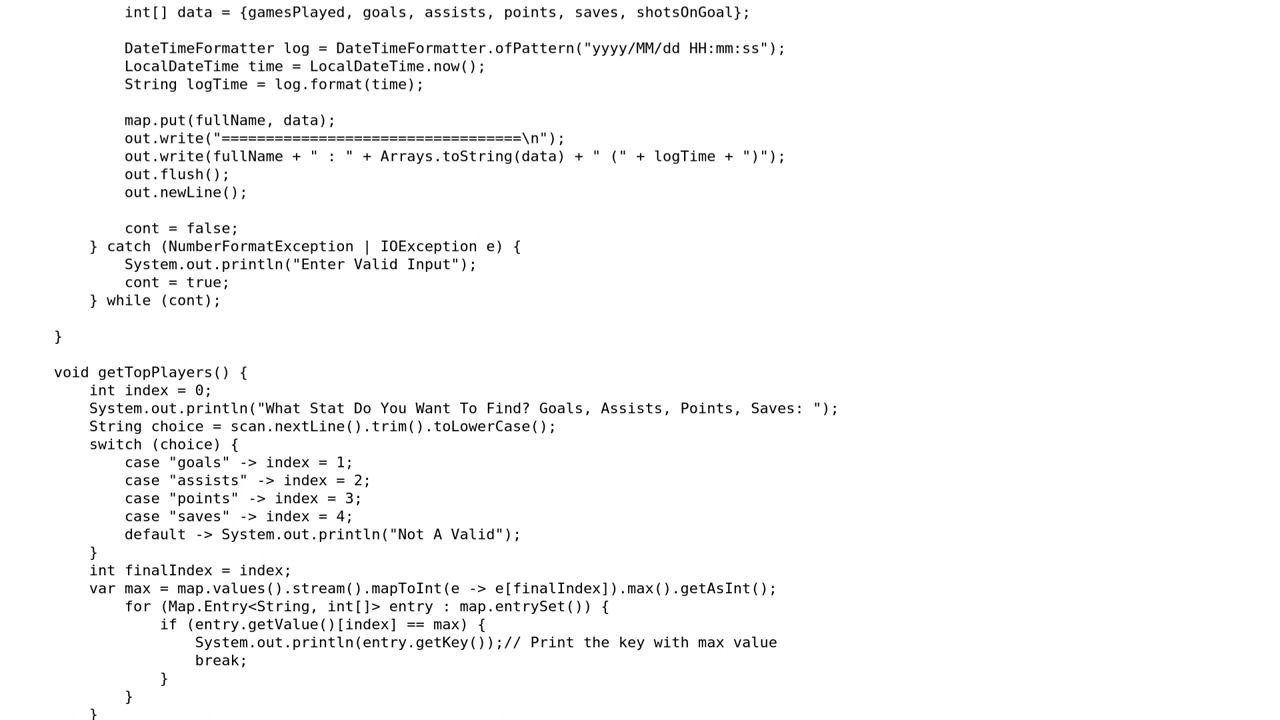 int[] data = {gamesPlayed, goals, assists, points, saves, shotsOnGoal};

        DateTimeFormatter log = DateTimeFormatter.ofPattern("yyyy/MM/dd HH:mm:ss");
        LocalDateTime time = LocalDateTime.now();
        String logTime = log.format(time);

        map.put(fullName, data);
        out.write("==================================\n");
        out.write(fullName + " : " + Arrays.toString(data) + " (" + logTime + ")");
        out.flush();
        out.newLine();

        cont = false;
    } catch (NumberFormatException | IOException e) {
        System.out.println("Enter Valid Input");
        cont = true;
    } while (cont);

}

void getTopPlayers() {
    int index = 0;
    System.out.println("What Stat Do You Want To Find? Goals, Assists, Points, Saves: ");
    String choice = scan.nextLine().trim().toLowerCase();
    switch (choice) {
        case "goals" -> index = 1;
        case "assists" -> index = 2;
        case "points" -> index = 3;
        case "saves" -> index = 4;
        default -> System.out.println("Not A Valid");
    }
    int finalIndex = index;
    var max = map.values().stream().mapToInt(e -> e[finalIndex]).max().getAsInt();
        for (Map.Entry<String, int[]> entry : map.entrySet()) {
            if (entry.getValue()[index] == max) {
                System.out.println(entry.getKey());// Print the key with max value
                break;
            }
        }
    }